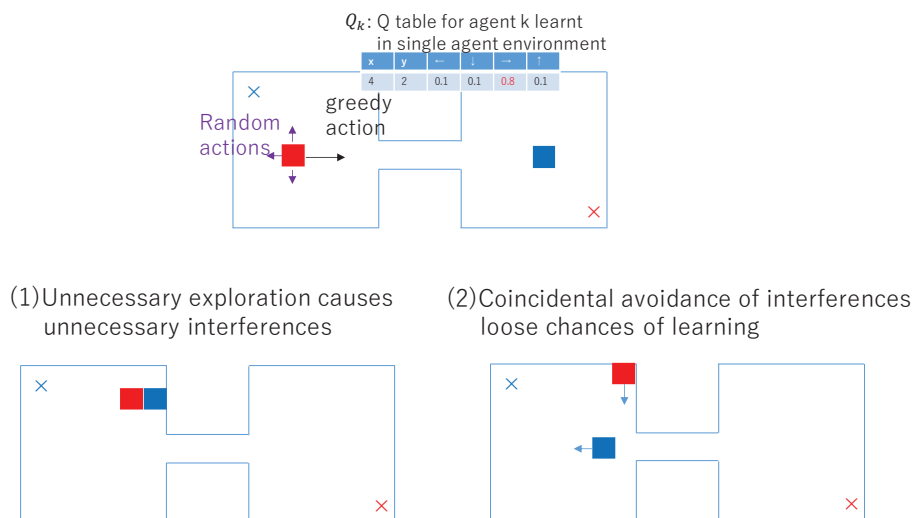 Qk: Q table for agent k learnt
in single agent environment
x y ← ↓ → ↑
4 2 0.1 0.1 0.8 0.1
greedy
action
Random
actions
(1)Unnecessary exploration causes
unnecessary interferences
(2)Coincidental avoidance of interferences
loose chances of learning